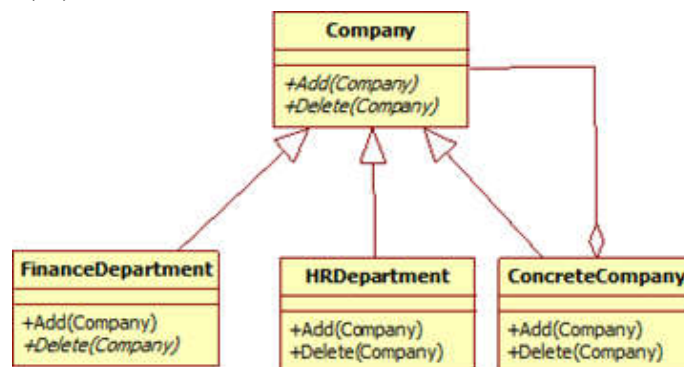 Company
+Add(Company)
+Delete(Company)
FinanceDepartment
+Add(Company)
+Delete(Company)
HRDepartment
+Add(Company)
+Delete(Company)
ConcreteCompany
+Add(Company)
+Delete(Company)